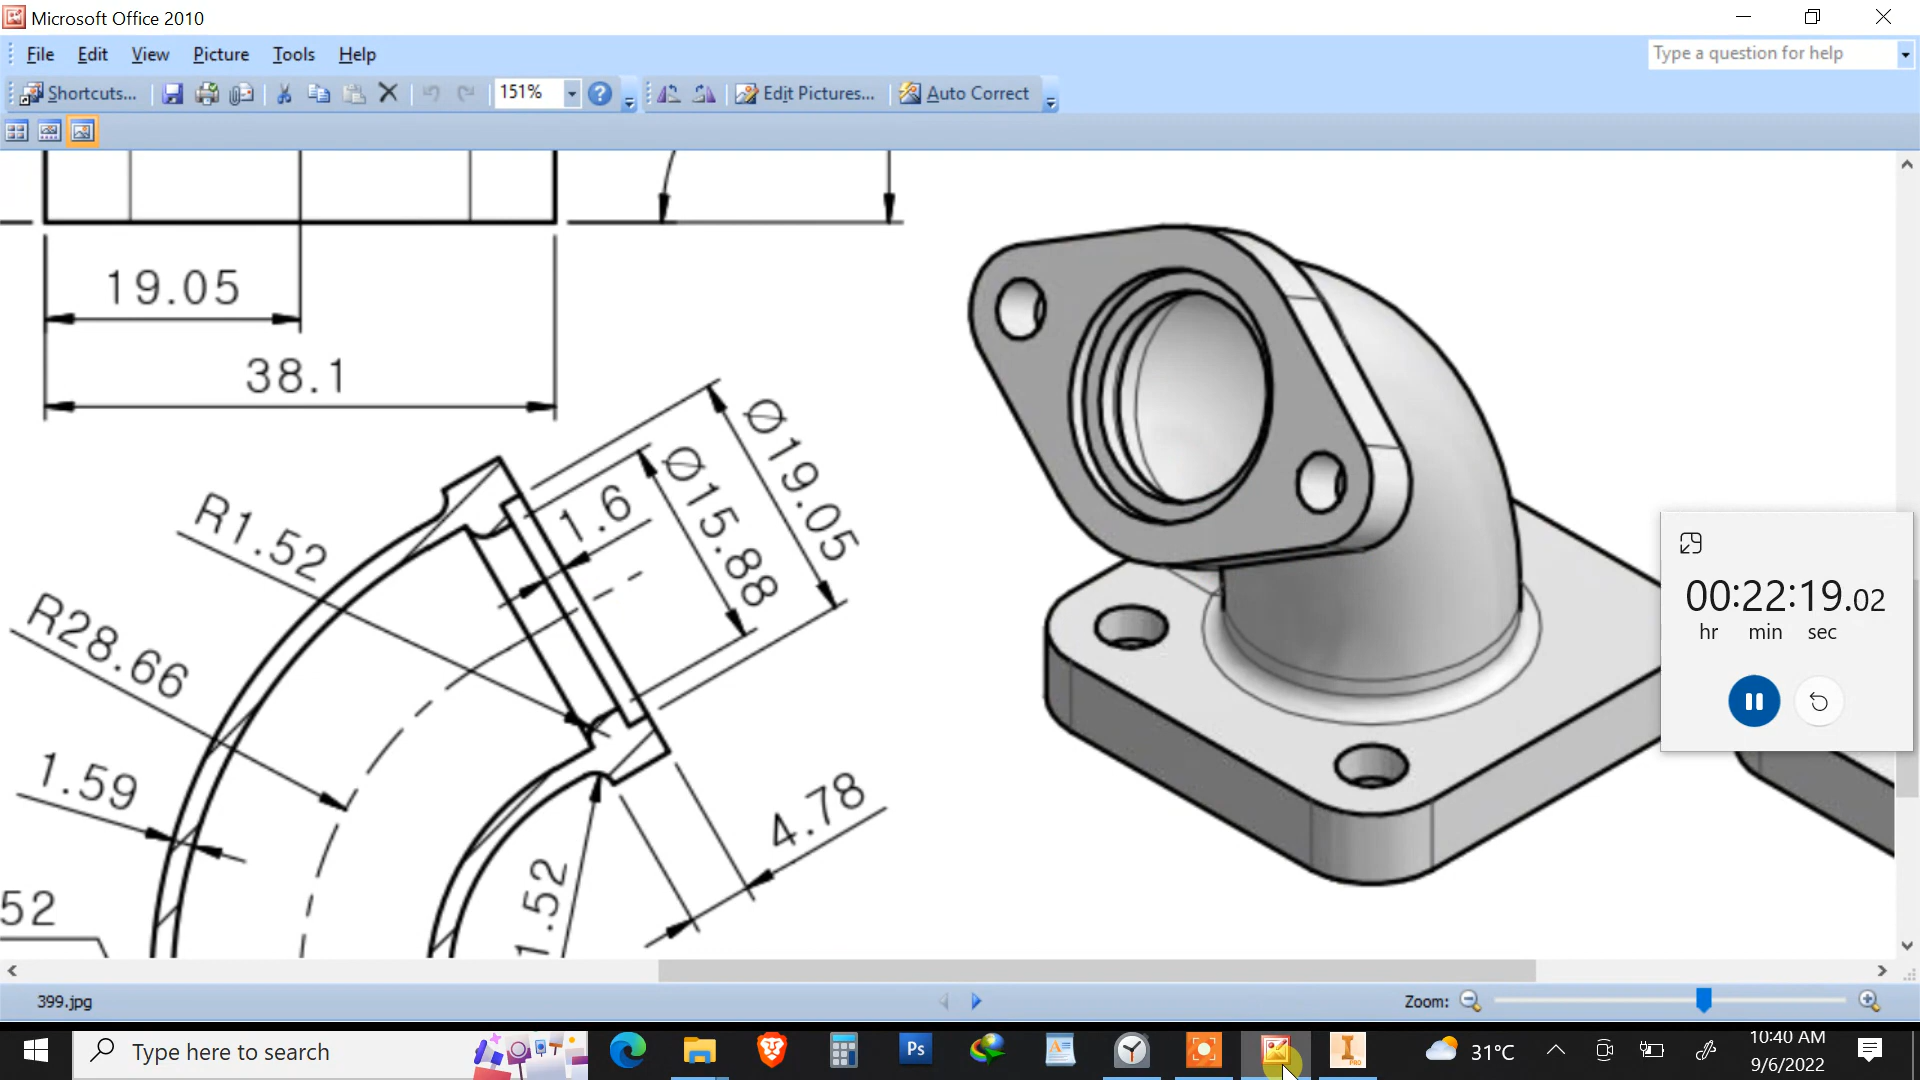 Microsoft Office 2010
File Edit View Picture Tools Help
Type a question for help
Shortcuts... 151% Edit Pictures... Auto Correct
19.05
38.1
Ø19.05
Ø15.88
1.6
R1.52
R28.66
1.59
4.78
1.52
52
00:22:19.02
hr min sec
399.jpg
Zoom:
Type here to search
Ps
PRO
31°C
10:40 AM
9/6/2022